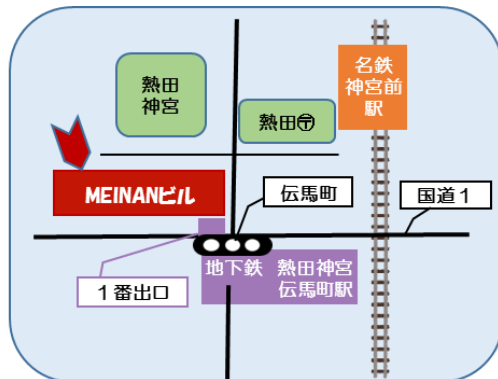 名鉄
神宮前
駅
熱田
神宮
熱田〶
MEINANビル
伝馬町
国道1
1番出口
地下鉄 熱田神宮
伝馬町駅